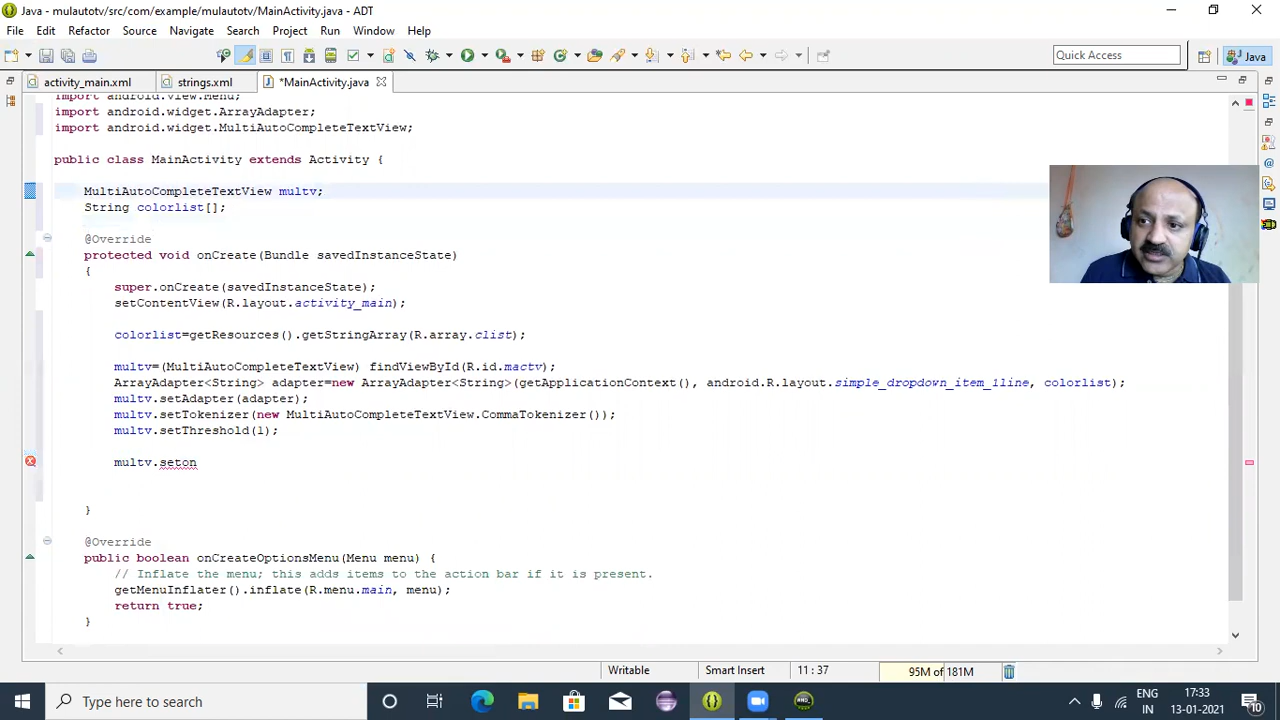 Java - mulautotv/src/com/example/mulautotv/MainActivity.java - ADT
File Edit Refactor Source Navigate Search Project Run Window Help
Quick Access Java
activity_main.xml strings.xml *MainActivity.java
import android.view.Menu;
import android.widget.ArrayAdapter;
import android.widget.MultiAutoCompleteTextView;
public class MainActivity extends Activity {
MultiAutoCompleteTextView multv;
String colorlist[];
@Override
protected void onCreate(Bundle savedInstanceState)
{
super.onCreate(savedInstanceState);
setContentView(R.layout.activity_main);
colorlist=getResources().getStringArray(R.array.clist);
multv=(MultiAutoCompleteTextView) findViewById(R.id.mactv);
ArrayAdapter<String> adapter=new ArrayAdapter<String>(getApplicationContext(), android.R.layout.simple_dropdown_item_1line, colorlist);
multv.setAdapter(adapter);
multv.setTokenizer(new MultiAutoCompleteTextView.CommaTokenizer());
multv.setThreshold(1);
multv.seton
}
@Override
public boolean onCreateOptionsMenu(Menu menu) {
// Inflate the menu; this adds items to the action bar if it is present.
getMenuInflater().inflate(R.menu.main, menu);
return true;
}
Writable Smart Insert 11 : 37 95M of 181M
Type here to search
ENG 17:33
IN 13-01-2021 10